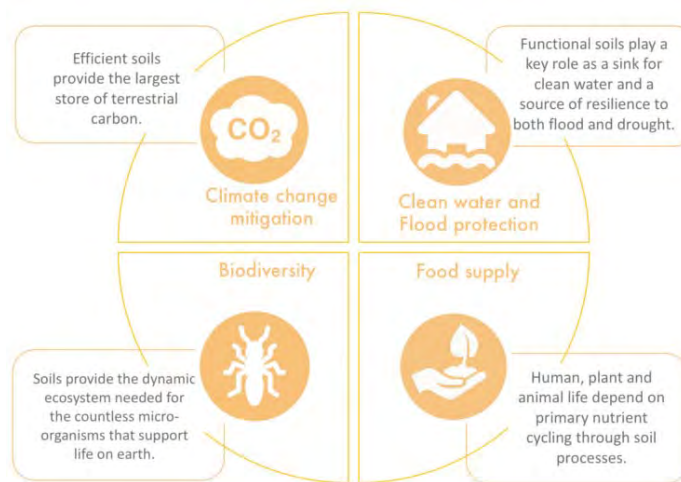 Efficient soils
provide the largest
store of terrestrial
carbon.
CO₂
Climate change
mitigation
Functional soils play a
key role as a sink for
clean water and a
source of resilience to
both flood and drought.
Clean water and
Flood protection
Biodiversity
Soils provide the dynamic
ecosystem needed for
the countless micro-
organisms that support
life on earth.
Food supply
Human, plant and
animal life depend on
primary nutrient
cycling through soil
processes.